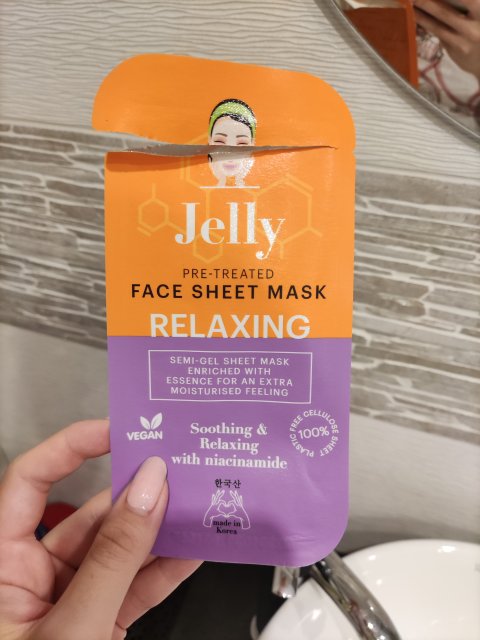 Jelly
PRE-TREATED
FACE SHEET MASK
RELAXING
SEMI-GEL SHEET MASK
ENRICHED WITH
ESSENCE FOR AN EXTRA
MOISTURISED FEELING
VEGAN
Soothing &
Relaxing
with niacinamide
PLASTIC FREE CELLULOSE SHEET
100%
한국산
made in
Korea